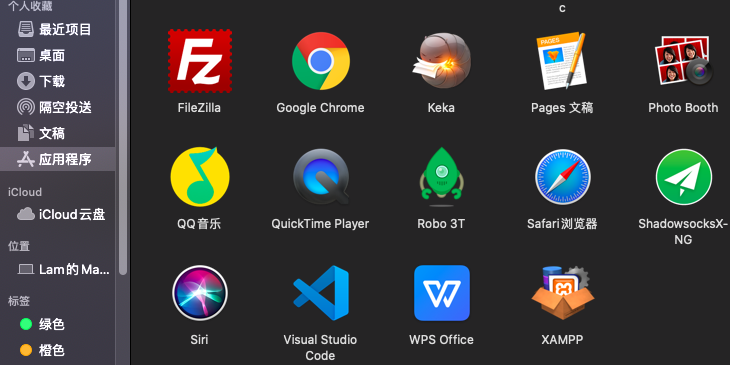 个人收藏
最近项目
桌面
下载
隔空投送
文稿
应用程序
iCloud
iCloud云盘
位置
Lam的 Ma...
标签
绿色
橙色
c
FileZilla
Google Chrome
Keka
PAGES
Pages 文稿
Photo Booth
QQ音乐
QuickTime Player
Robo 3T
Safari浏览器
ShadowsocksX-
NG
Siri
Visual Studio
Code
WPS Office
XAMPP